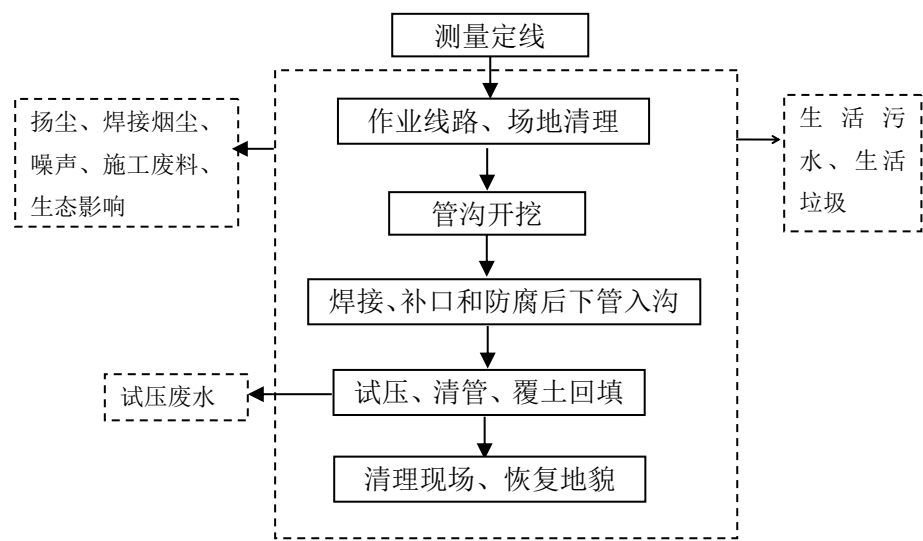 测量定线
作业线路、场地清理
扬尘、焊接烟尘、
噪声、施工废料、
生态影响
生活污
水、生活
垃圾
管沟开挖
焊接、补口和防腐后下管入沟
试压、清管、覆土回填
试压废水
清理现场、恢复地貌